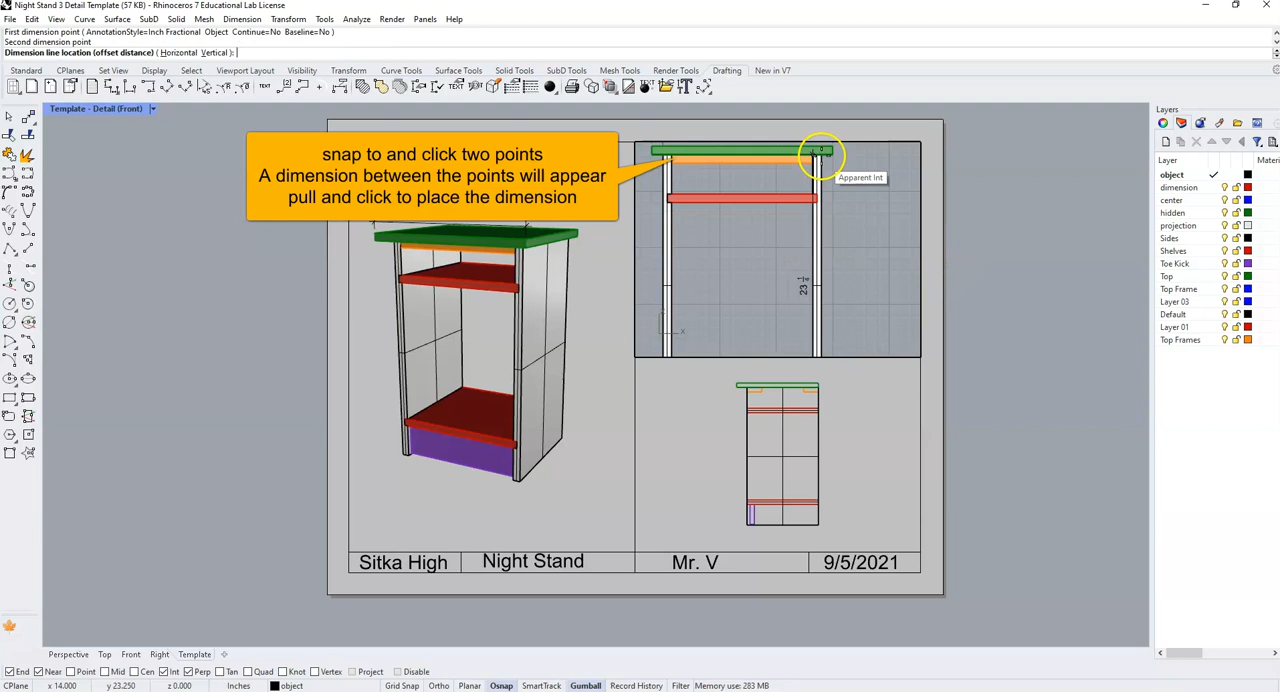 Night Stand 3 Detail Template (57 KB) - Rhinoceros 7 Educational Lab License
File Edit View Curve Surface SubD Solid Mesh Dimension Transform Tools Analyze Render Panels Help
First dimension point ( AnnotationStyle=Inch Fractional Object Continue=No Baseline=No )
Second dimension point
Dimension line location (offset distance) ( Horizontal Vertical ):
Standard CPlanes Set View Display Select Viewport Layout Visibility Transform Curve Tools Surface Tools Solid Tools SubD Tools Mesh Tools Render Tools Drafting New in V7
Template - Detail (Front)
snap to and click two points
A dimension between the points will appear
pull and click to place the dimension
Apparent Int
23 1/4
x
Sitka High Night Stand Mr. V 9/5/2021
Layers
Layer Materi
object
dimension
center
hidden
projection
Sides
Shelves
Toe Kick
Top
Top Frame
Layer 03
Default
Layer 01
Top Frames
Perspective Top Front Right Template
End Near Point Mid Cen Int Perp Tan Quad Knot Vertex Project Disable
CPlane x 14.000 y 23.250 z 0.000 Inches object Grid Snap Ortho Planar Osnap SmartTrack Gumball Record History Filter Memory use: 283 MB